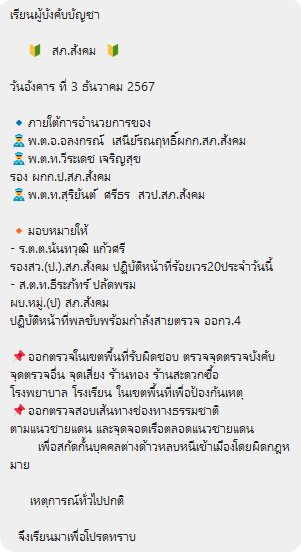 เรียนผู้บังคับบัญชา
🔰 สภ.สังคม 🔰
วันอังคาร ที่ 3 ธันวาคม 2567
🔹ภายใต้การอำนวยการของ
👮พ.ต.อ.อลงกรณ์ เสนีย์รณฤทธิ์ผกก.สภ.สังคม
👮พ.ต.ท.วีระเดช เจริญสุข
รอง ผกก.ป.สภ.สังคม
👮พ.ต.ท.สุริยันต์ ศรีธร สวป.สภ.สังคม
🔸มอบหมายให้
- ร.ต.ต.นันทวุฒิ แก้วศรี
รองสว.(ป.).สภ.สังคม ปฏิบัติหน้าที่ร้อยเวร20ประจำวันนี้
- ส.ต.ท.ธีระภัทร์ ปลัดพรม
ผบ.หมู่.(ป) สภ.สังคม
ปฏิบัติหน้าที่พลขับพร้อมกำลังสายตรวจ ออกว.4
📌ออกตรวจในเขตพื้นที่รับผิดชอบ ตรวจจุดตรวจบังคับ
จุดตรวจอื่น จุดเสี่ยง ร้านทอง ร้านสะดวกซื้อ
โรงพยาบาล โรงเรียน ในเขตพื้นที่เพื่อป้องกันเหตุ
📌ออกตรวจสอบเส้นทางช่องทางธรรมชาติ
ตามแนวชายแดน และจุดจอดเรือตลอดแนวชายแดน
เพื่อสกัดกั้นบุคคลต่างด้าวหลบหนีเข้าเมืองโดยผิดกฎห
มาย
เหตุการณ์ทั่วไปปกติ
จึงเรียนมาเพื่อโปรดทราบ